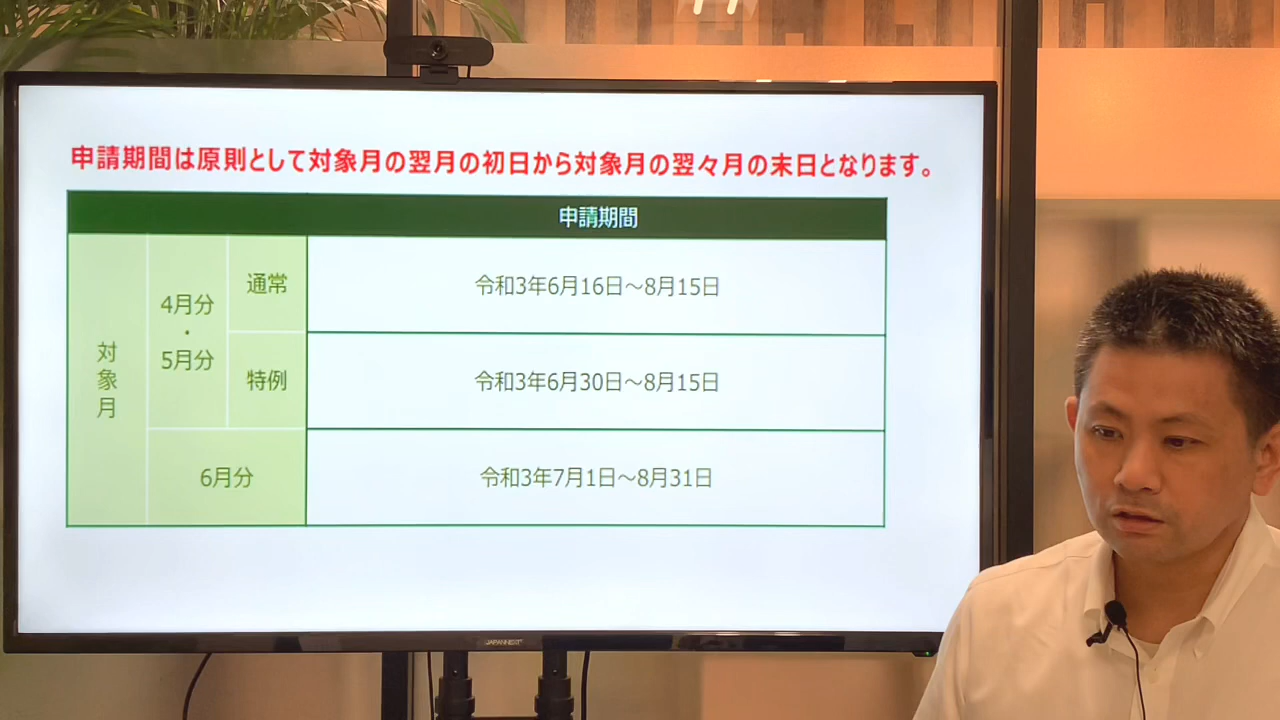 申請期間は原則として対象月の翌月の初日から対象月の翌々月の末日となります。
申請期間
対象月
4月分
・
5月分
通常
令和3年6月16日～8月15日
特例
令和3年6月30日～8月15日
6月分
令和3年7月1日～8月31日
JAPANNEXT